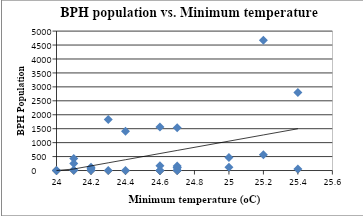 BPH population vs. Minimum temperature
BPH Population
5000
4500
4000
3500
3000
2500
2000
1500
1000
500
0
24 24.2 24.4 24.6 24.8 25 25.2 25.4 25.6
Minimum temperature (oC)